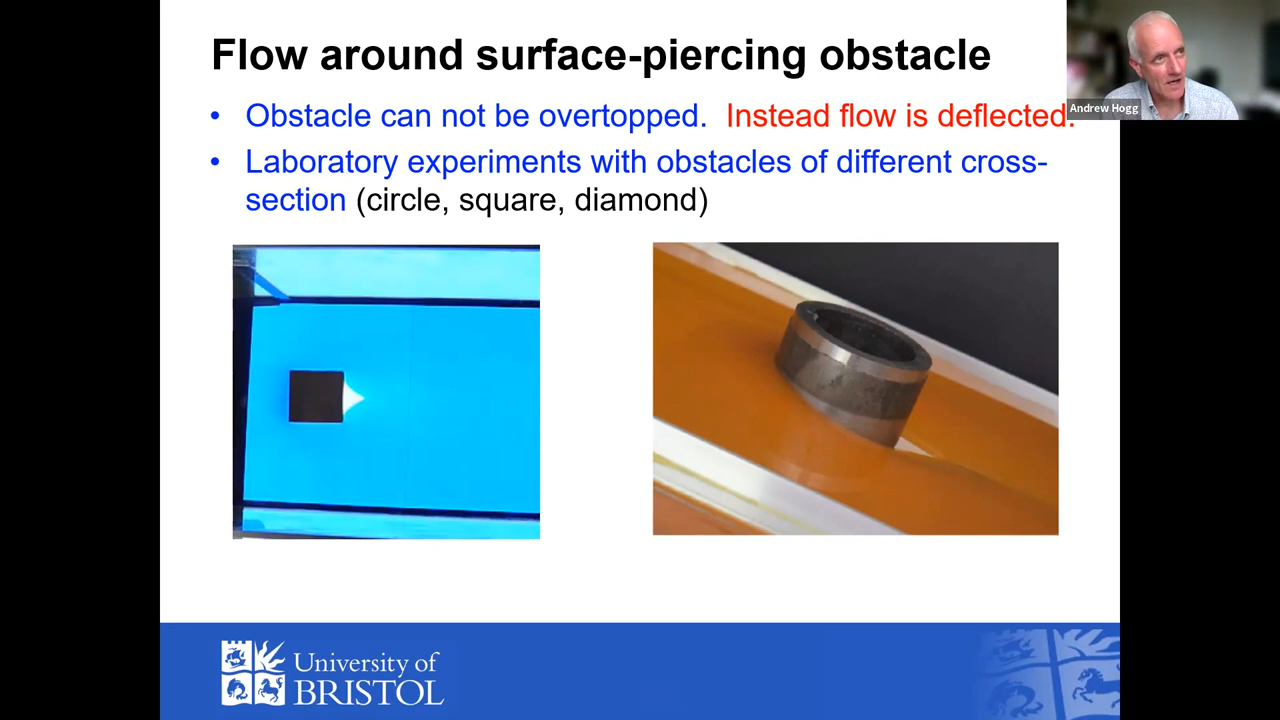 Flow around surface-piercing obstacle
Andrew Hogg
• Obstacle can not be overtopped. Instead flow is deflected.
• Laboratory experiments with obstacles of different cross-
section (circle, square, diamond)
University of
BRISTOL